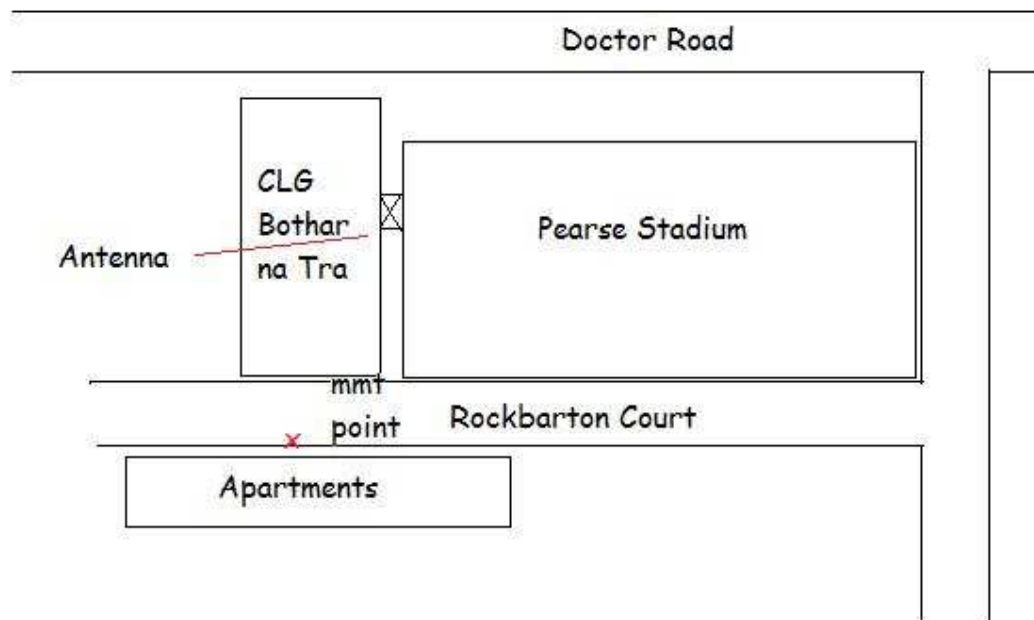 Doctor Road
CLG
Bothar
na Tra
Pearse Stadium
Antenna
mmt
point
Rockbarton Court
Apartments